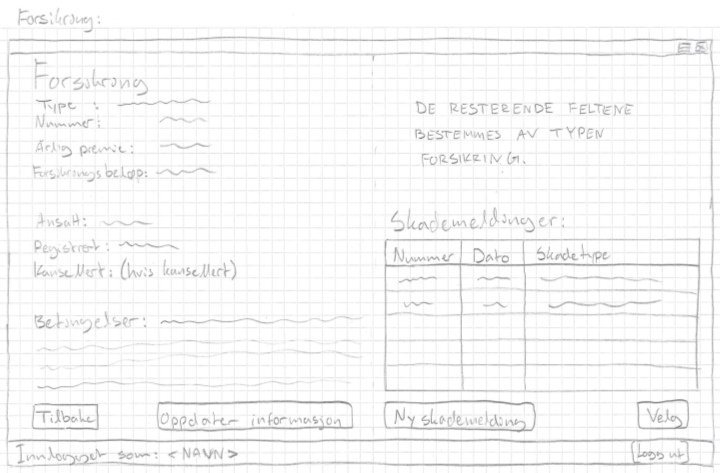 Forsikring:
Forsikring
Type :
Nummer:
Årlig premie:
Forsikringsbeløp:
DE RESTERENDE FELTENE
BESTEMMES AV TYPEN
FORSIKRING.
Ansatt:
Registrert:
Kansellert: (hvis kansellert)
Betingelser:
Skademeldinger:
Nummer Dato Skadetype
Tilbake Oppdater informasjon Ny skademelding Velg
Innlogget som: <NAVN> Logg ut